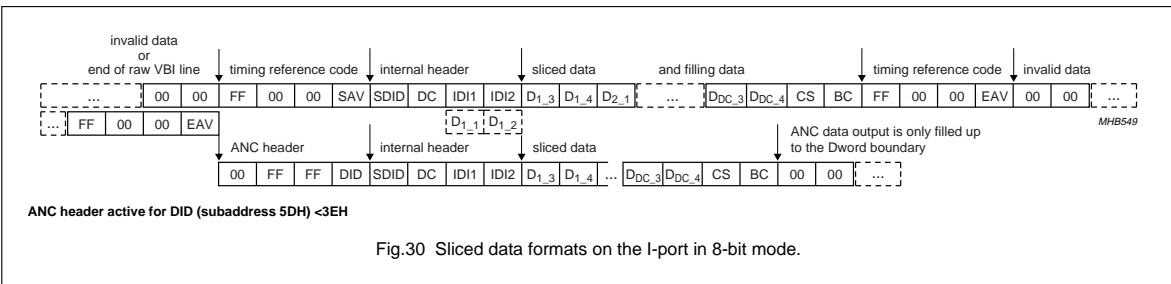 invalid data
or
end of raw VBI line timing reference code internal header sliced data and filling data timing reference code invalid data
... 00 00 FF 00 00 SAV SDID DC IDI1 IDI2 D1_3 D1_4 D2_1 ... DDC_3 DDC_4 CS BC FF 00 00 EAV 00 00 ...
... FF 00 00 EAV D1_1 D1_2 MHB549
ANC header internal header sliced data ANC data output is only filled up
to the Dword boundary
00 FF FF DID SDID DC IDI1 IDI2 D1_3 D1_4 ... DDC_3 DDC_4 CS BC 00 00 ...
ANC header active for DID (subaddress 5DH) <3EH
Fig.30 Sliced data formats on the I-port in 8-bit mode.